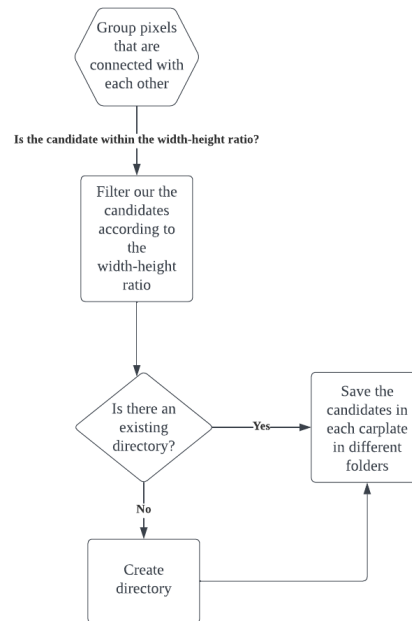 Group pixels
that are
connected with
each other
Is the candidate within the width-height ratio?
Filter our the
candidates
according to
the
width-height
ratio
Is there an
existing
directory?
Yes
Save the
candidates in
each carplate
in different
folders
No
Create
directory